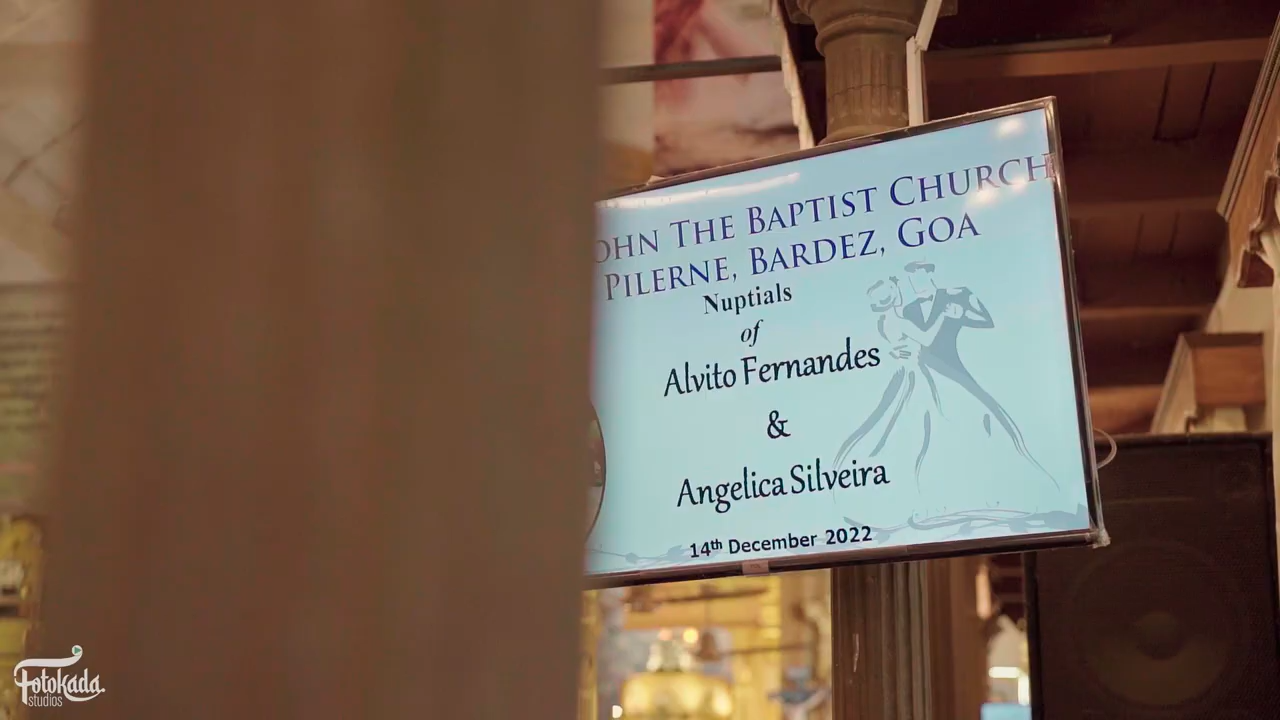 OHN THE BAPTIST CHURCH
PILERNE, BARDEZ, GOA
Nuptials
of
Alvito Fernandes
&
Angelica Silveira
14th December 2022
Fotokada.
STUDIOS